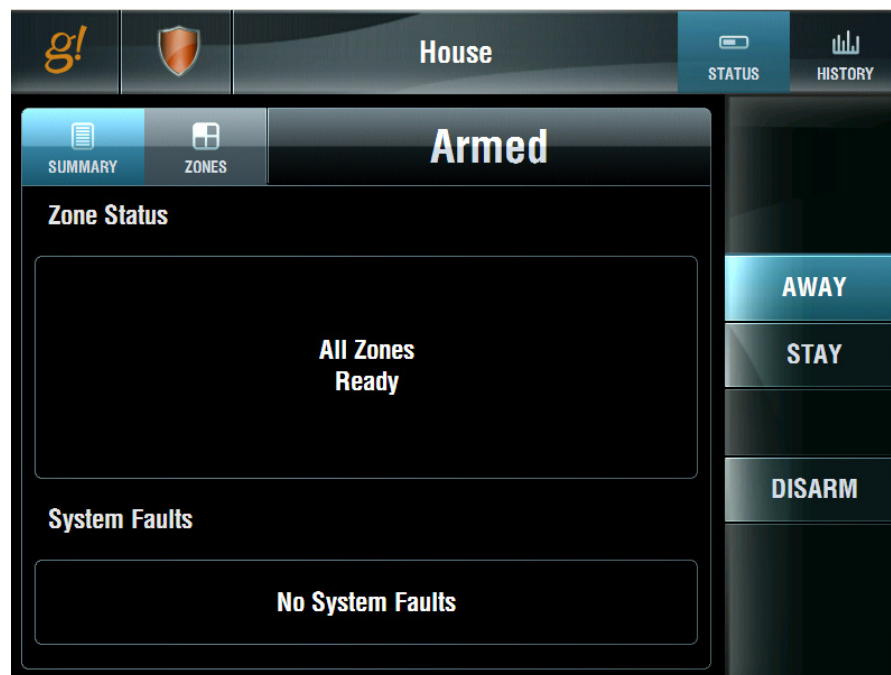 g!
House
STATUS
HISTORY
SUMMARY
ZONES
Armed
Zone Status
All Zones
Ready
System Faults
No System Faults
AWAY
STAY
DISARM